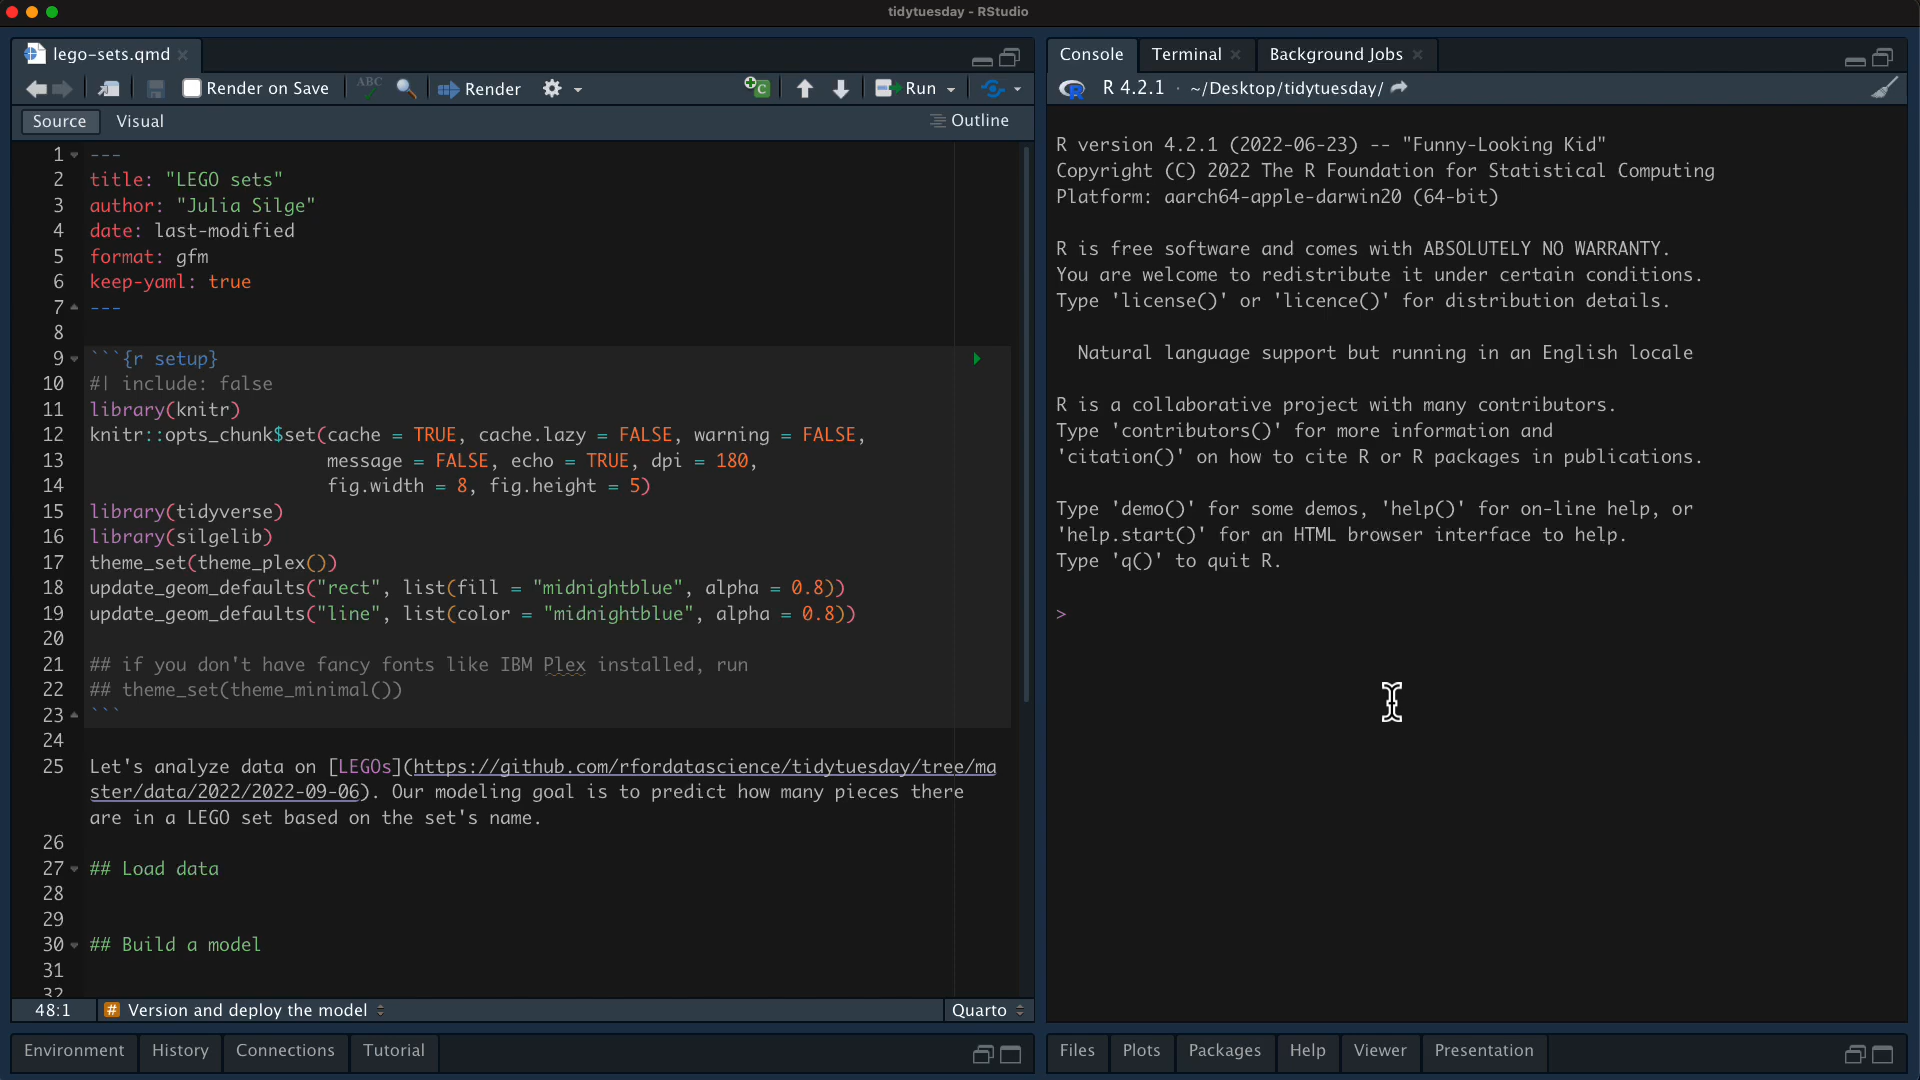 tidytuesday - RStudio
lego-sets.qmd
Render on Save
ABC
Render
Run
Source
Visual
Outline
1 ---
2 title: "LEGO sets"
3 author: "Julia Silge"
4 date: last-modified
5 format: gfm
6 keep-yaml: true
7 ---
8
9 ```{r setup}
10 #| include: false
11 library(knitr)
12 knitr::opts_chunk$set(cache = TRUE, cache.lazy = FALSE, warning = FALSE,
13 message = FALSE, echo = TRUE, dpi = 180,
14 fig.width = 8, fig.height = 5)
15 library(tidyverse)
16 library(silgelib)
17 theme_set(theme_plex())
18 update_geom_defaults("rect", list(fill = "midnightblue", alpha = 0.8))
19 update_geom_defaults("line", list(color = "midnightblue", alpha = 0.8))
20
21 ## if you don't have fancy fonts like IBM Plex installed, run
22 ## theme_set(theme_minimal())
23 ```
24
25 Let's analyze data on [LEGOs](https://github.com/rfordatascience/tidytuesday/tree/ma
ster/data/2022/2022-09-06). Our modeling goal is to predict how many pieces there
are in a LEGO set based on the set's name.
26
27 ## Load data
28
29
30 ## Build a model
31
32
48:1
# Version and deploy the model
Quarto
Environment
History
Connections
Tutorial
Console
Terminal
Background Jobs
R 4.2.1 · ~/Desktop/tidytuesday/
R version 4.2.1 (2022-06-23) -- "Funny-Looking Kid"
Copyright (C) 2022 The R Foundation for Statistical Computing
Platform: aarch64-apple-darwin20 (64-bit)
R is free software and comes with ABSOLUTELY NO WARRANTY.
You are welcome to redistribute it under certain conditions.
Type 'license()' or 'licence()' for distribution details.
Natural language support but running in an English locale
R is a collaborative project with many contributors.
Type 'contributors()' for more information and
'citation()' on how to cite R or R packages in publications.
Type 'demo()' for some demos, 'help()' for on-line help, or
'help.start()' for an HTML browser interface to help.
Type 'q()' to quit R.
>
Files
Plots
Packages
Help
Viewer
Presentation